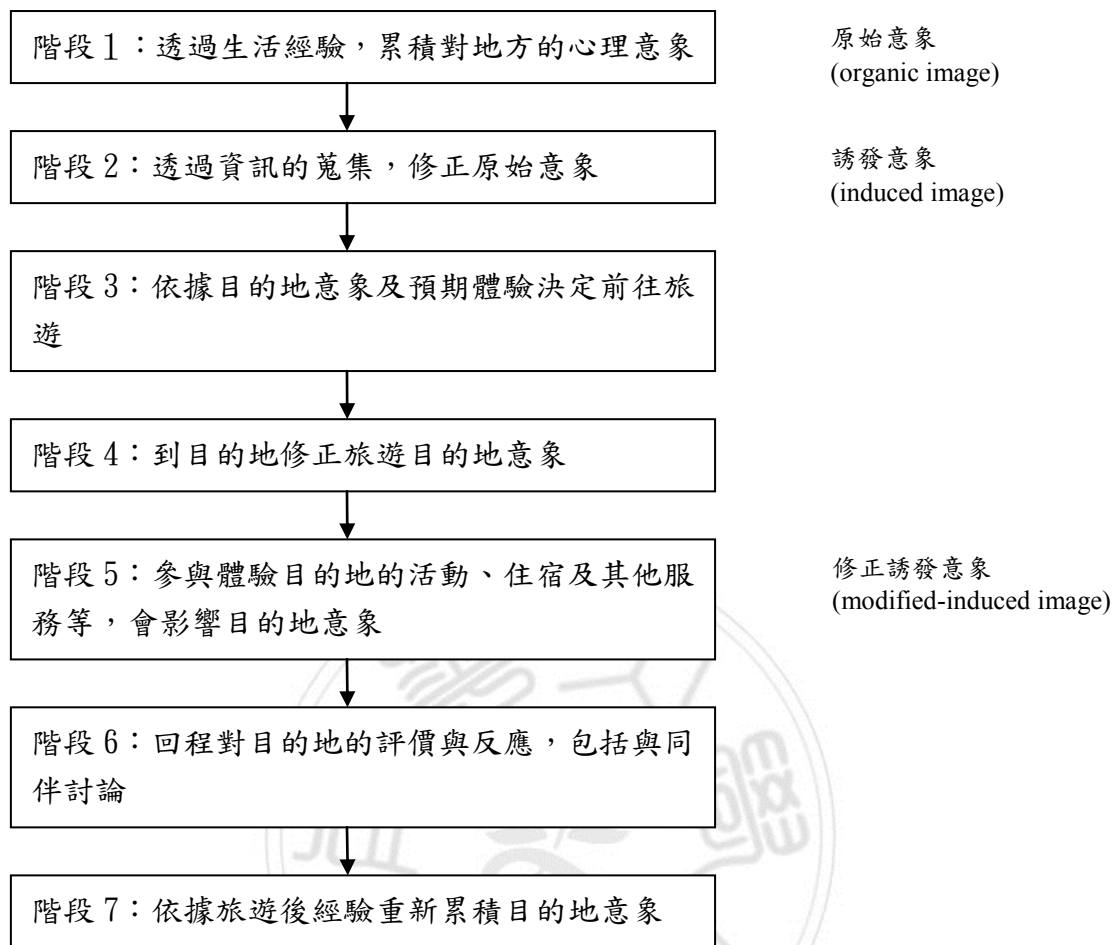 階段 1：透過生活經驗，累積對地方的心理意象
原始意象
(organic image)
階段 2：透過資訊的蒐集，修正原始意象
誘發意象
(induced image)
階段 3：依據目的地意象及預期體驗決定前往旅
遊
階段 4：到目的地修正旅遊目的地意象
階段 5：參與體驗目的地的活動、住宿及其他服
務等，會影響目的地意象
修正誘發意象
(modified-induced image)
階段 6：回程對目的地的評價與反應，包括與同
伴討論
階段 7：依據旅遊後經驗重新累積目的地意象